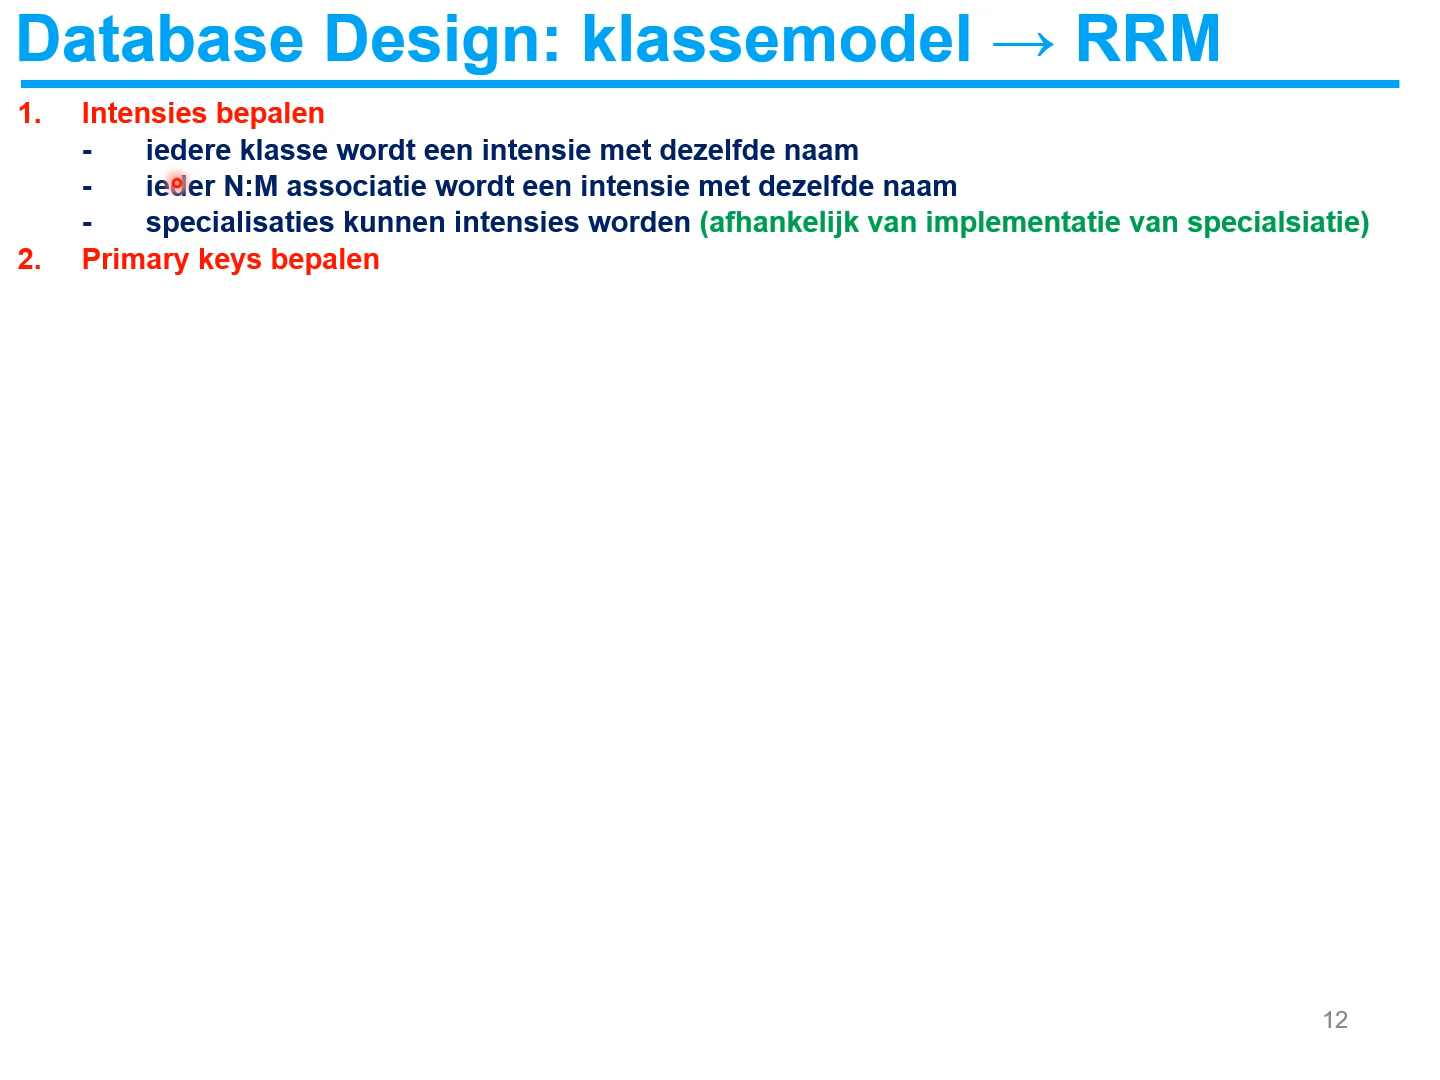 Database Design: klassemodel → RRM
1. Intensies bepalen
- iedere klasse wordt een intensie met dezelfde naam
- ieder N:M associatie wordt een intensie met dezelfde naam
- specialisaties kunnen intensies worden (afhankelijk van implementatie van specialsiatie)
2. Primary keys bepalen
12